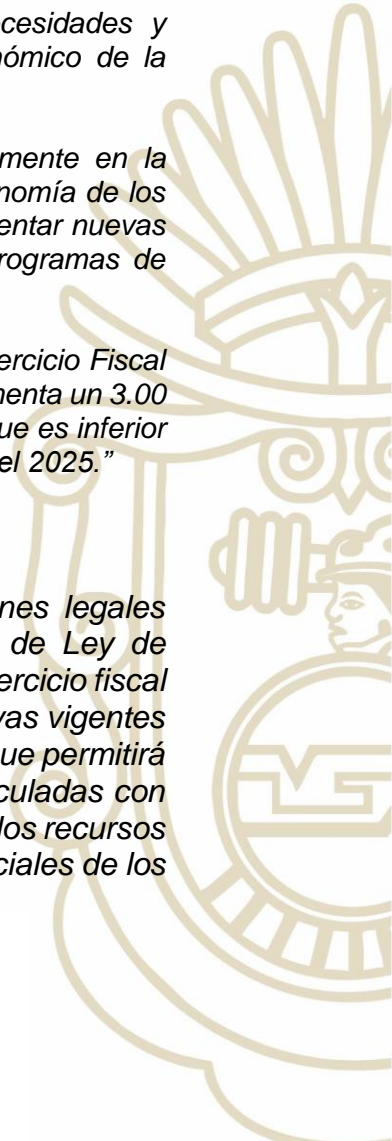 cesidades y
nómico de la
mente en la
nomía de los
entar nuevas
rogramas de
ercicio Fiscal
nenta un 3.00
ue es inferior
el 2025.”
nes legales
de Ley de
ercicio fiscal
vas vigentes
ue permitirá
culadas con
los recursos
ciales de los